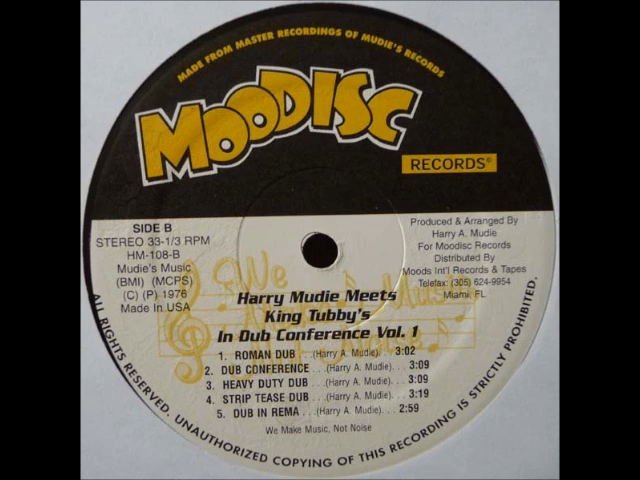 MADE FROM MASTER RECORDINGS OF MUDIE'S RECORDS
MOODISC
RECORDS®
SIDE B
STEREO 33-1/3 RPM
HM-108-B
Mudie's Music
(BMI) (MCPS)
(C) (P) 1976
Made In USA
Produced & Arranged By
Harry A. Mudie
For Moodisc Records
Distributed By
Moods Int'l Records & Tapes
Telefax: (305) 624-9954
Miami, FL
We
Make Music
Not Noise
Harry Mudie Meets
King Tubby's
In Dub Conference Vol. 1
1. ROMAN DUB . . (Harry A. Mudie). . . 3:02
2. DUB CONFERENCE . . .(Harry A. Mudie). . . 3:09
3. HEAVY DUTY DUB . . .(Harry A. Mudie). . . 3:09
4. STRIP TEASE DUB . . .(Harry A. Mudie). . . 3:19
5. DUB IN REMA . . (Harry A. Mudie). . . 2:59
We Make Music, Not Noise
ALL RIGHTS RESERVED. UNAUTHORIZED COPYING OF THIS RECORDING IS STRICTLY PROHIBITED.